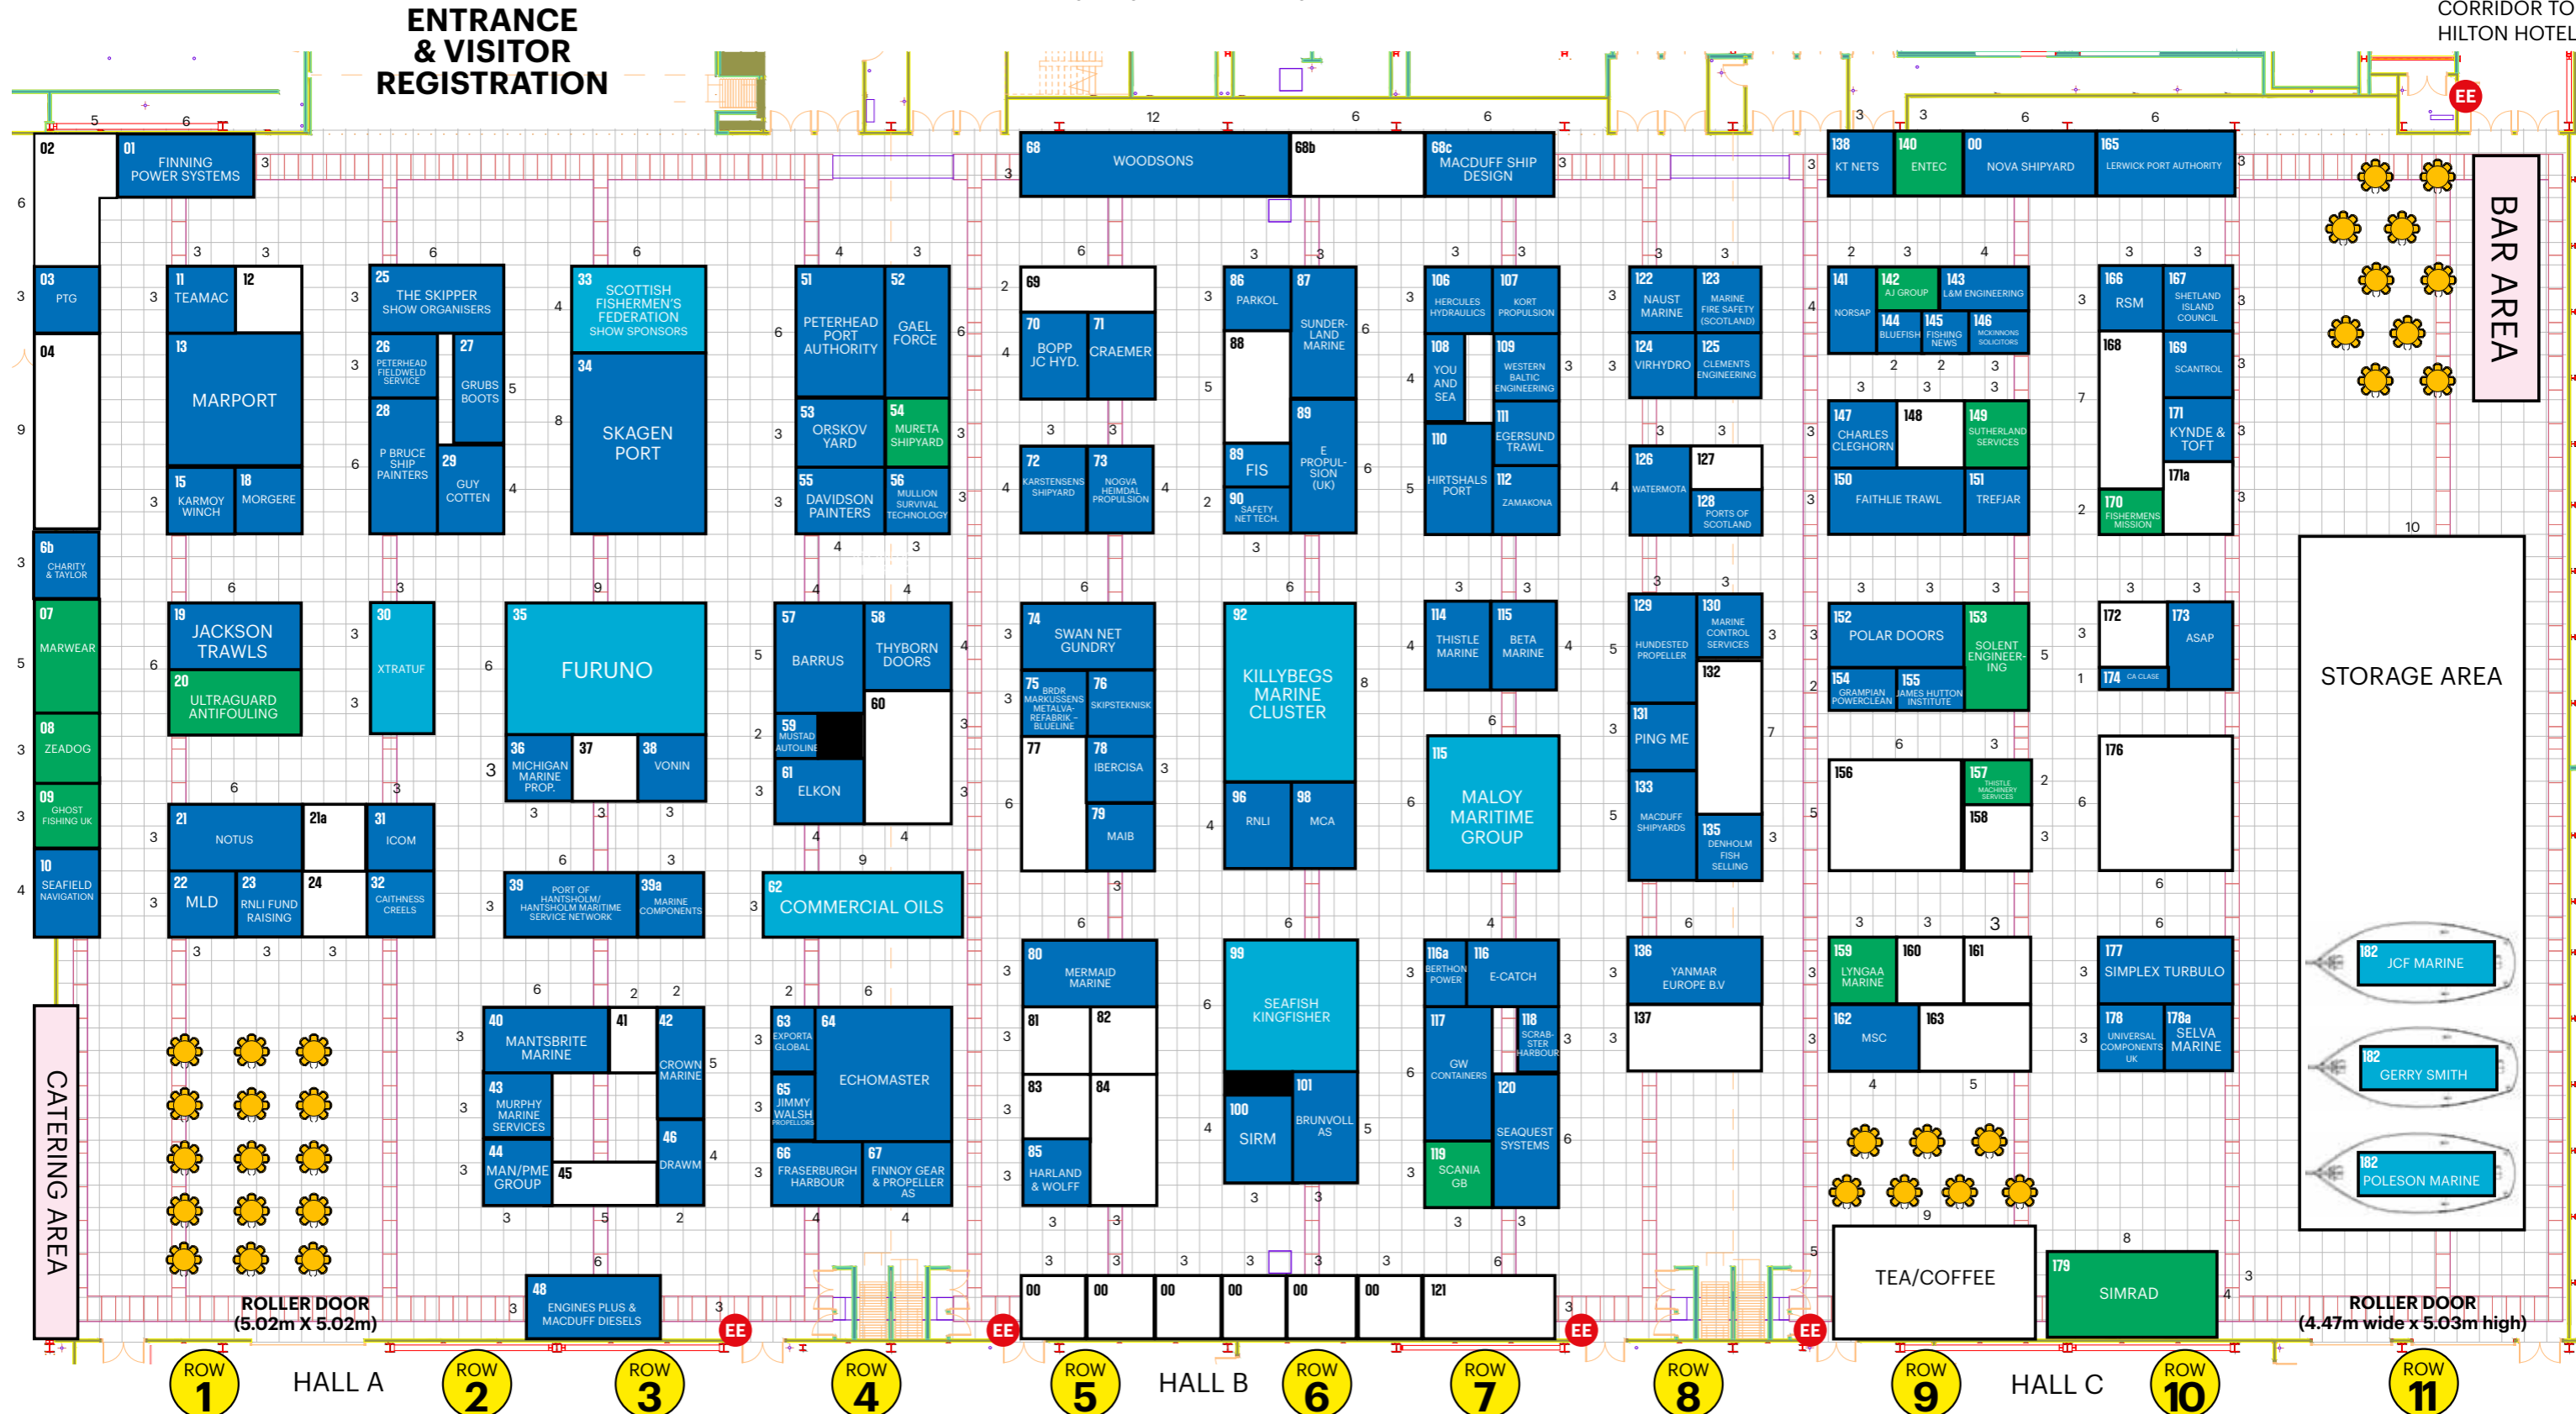 ENTRANCE
& VISITOR
REGISTRATION
CORRIDOR TO
HILTON HOTEL
EE
02
01
FINNING
POWER SYSTEMS
68
WOODSONS
68b
68c
MACDUFF SHIP
DESIGN
138
KT NETS
140
ENTEC
00
NOVA SHIPYARD
165
LERWICK PORT AUTHORITY
BAR AREA
03
PTG
04
6b
CHARITY
& TAYLOR
07
MARWEAR
08
ZEADOG
09
GHOST
FISHING UK
10
SEAFIELD
NAVIGATION
CATERING AREA
11
TEAMAC
12
13
MARPORT
15
KARMOY
WINCH
18
MORGERE
19
JACKSON
TRAWLS
20
ULTRAGUARD
ANTIFOULING
21
NOTUS
21a
31
ICOM
22
MLD
23
RNLI FUND
RAISING
24
32
CAITHNESS
CREELS
25
THE SKIPPER
SHOW ORGANISERS
26
PETERHEAD
FIELDWELD
SERVICE
27
GRUBS
BOOTS
28
P BRUCE
SHIP
PAINTERS
29
GUY
COTTEN
30
XTRATUF
33
SCOTTISH
FISHERMEN'S
FEDERATION
SHOW SPONSORS
34
SKAGEN
PORT
35
FURUNO
36
MICHIGAN
MARINE
PROP.
37
38
VONIN
39
PORT OF
HANTSHOLM/
HANTSHOLM MARITIME
SERVICE NETWORK
39a
MARINE
COMPONENTS
40
MANTSBRITE
MARINE
41
42
CROWN
MARINE
43
MURPHY
MARINE
SERVICES
44
MAN/PME
GROUP
45
46
DRAWM
48
ENGINES PLUS &
MACDUFF DIESELS
51
PETERHEAD
PORT
AUTHORITY
52
GAEL
FORCE
53
ORSKOV
YARD
54
MURETA
SHIPYARD
55
DAVIDSON
PAINTERS
56
MULLION
SURVIVAL
TECHNOLOGY
57
BARRUS
58
THYBORN
DOORS
59
MUSTAD
AUTOLINE
60
61
ELKON
62
COMMERCIAL OILS
63
EXPORTA
GLOBAL
64
ECHOMASTER
65
JIMMY
WALSH
PROPELLORS
66
FRASERBURGH
HARBOUR
67
FINNOY GEAR
& PROPELLER
AS
69
70
BOPP
JC HYD.
71
CRAEMER
72
KARSTENSENS
SHIPYARD
73
NOGVA
HEIMDAL
PROPULSION
74
SWAN NET
GUNDRY
75
BRDR
MARKUSSENS
METALVA-
REFABRIK –
BLUELINE
76
SKIPSTEKNISK
77
78
IBERCISA
79
MAIB
80
MERMAID
MARINE
81
82
83
84
85
HARLAND
& WOLFF
86
PARKOL
87
SUNDER-
LAND
MARINE
88
89
FIS
89
E
PROPUL-
SION
(UK)
90
SAFETY
NET TECH.
92
KILLYBEGS
MARINE
CLUSTER
96
RNLI
98
MCA
99
SEAFISH
KINGFISHER
100
SIRM
101
BRUNVOLL
AS
106
HERCULES
HYDRAULICS
107
KORT
PROPULSION
108
YOU
AND
SEA
109
WESTERN
BALTIC
ENGINEERING
110
HIRTSHALS
PORT
111
EGERSUND
TRAWL
112
ZAMAKONA
114
THISTLE
MARINE
115
BETA
MARINE
115
MALOY
MARITIME
GROUP
116a
BERTHON
POWER
116
E-CATCH
117
GW
CONTAINERS
118
SCRAB-
STER
HARBOUR
119
SCANIA
GB
120
SEAQUEST
SYSTEMS
00
00
00
00
00
00
121
122
NAUST
MARINE
123
MARINE
FIRE SAFETY
(SCOTLAND)
124
VIRHYDRO
125
CLEMENTS
ENGINEERING
126
WATERMOTA
127
128
PORTS OF
SCOTLAND
129
HUNDESTED
PROPELLER
130
MARINE
CONTROL
SERVICES
131
PING ME
132
133
MACDUFF
SHIPYARDS
135
DENHOLM
FISH
SELLING
136
YANMAR
EUROPE B.V
137
141
NORSAP
142
AJ GROUP
143
L&M ENGINEERING
144
BLUEFISH
145
FISHING
NEWS
146
MCKINNONS
SOLICITORS
147
CHARLES
CLEGHORN
148
149
SUTHERLAND
SERVICES
150
FAITHLIE TRAWL
151
TREFJAR
152
POLAR DOORS
153
SOLENT
ENGINEER-
ING
154
GRAMPIAN
POWERCLEAN
155
JAMES HUTTON
INSTITUTE
156
157
THISTLE
MACHINERY
SERVICES
158
159
LYNGAA
MARINE
160
161
162
MSC
163
TEA/COFFEE
166
RSM
167
SHETLAND
ISLAND
COUNCIL
168
169
SCANTROL
171
KYNDE &
TOFT
170
FISHERMENS
MISSION
171a
172
173
ASAP
174
CA CLASE
176
177
SIMPLEX TURBULO
178
UNIVERSAL
COMPONENTS
UK
178a
SELVA
MARINE
179
SIMRAD
STORAGE AREA
182
JCF MARINE
182
GERRY SMITH
182
POLESON MARINE
ROLLER DOOR
(5.02m X 5.02m)
EE
EE
EE
EE
ROLLER DOOR
(4.47m wide x 5.03m high)
ROW
1
HALL A
ROW
2
ROW
3
ROW
4
ROW
5
HALL B
ROW
6
ROW
7
ROW
8
ROW
9
HALL C
ROW
10
ROW
11